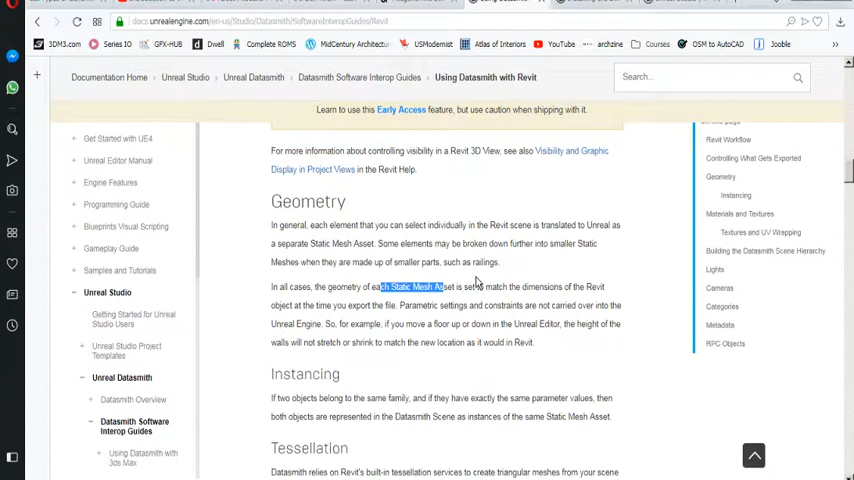 docs.unrealengine.com/en-us/Studio/Datasmith/SoftwareInteropGuides/Revit
3DM3.com
Series IO
GFX-HUB
Dwell
Complete ROMS
MidCentury Architectu
USModernist
Atlas of Interiors
YouTube
archzine
Courses
OSM to AutoCAD
Jooble
Documentation Home > Unreal Studio > Unreal Datasmith > Datasmith Software Interop Guides > Using Datasmith with Revit
Search...
Learn to use this Early Access feature, but use caution when shipping with it.
Get Started with UE4
Unreal Editor Manual
Engine Features
Programming Guide
Blueprints Visual Scripting
Gameplay Guide
Samples and Tutorials
Unreal Studio
Getting Started for Unreal
Studio Users
Unreal Studio Project
Templates
Unreal Datasmith
Datasmith Overview
Datasmith Software
Interop Guides
Using Datasmith with
3ds Max
For more information about controlling visibility in a Revit 3D View, see also Visibility and Graphic
Display in Project Views in the Revit Help.
Geometry
In general, each element that you can select individually in the Revit scene is translated to Unreal as
a separate Static Mesh Asset. Some elements may be broken down further into smaller Static
Meshes when they are made up of smaller parts, such as railings.
In all cases, the geometry of each Static Mesh Asset is set to match the dimensions of the Revit
object at the time you export the file. Parametric settings and constraints are not carried over into the
Unreal Engine. So, for example, if you move a floor up or down in the Unreal Editor, the height of the
walls will not stretch or shrink to match the new location as it would in Revit.
Instancing
If two objects belong to the same family, and if they have exactly the same parameter values, then
both objects are represented in the Datasmith Scene as instances of the same Static Mesh Asset.
Tessellation
Datasmith relies on Revit's built-in tessellation services to create triangular meshes from your scene
Revit Workflow
Controlling What Gets Exported
Geometry
Instancing
Materials and Textures
Textures and UV Wrapping
Building the Datasmith Scene Hierarchy
Lights
Cameras
Categories
Metadata
RPC Objects